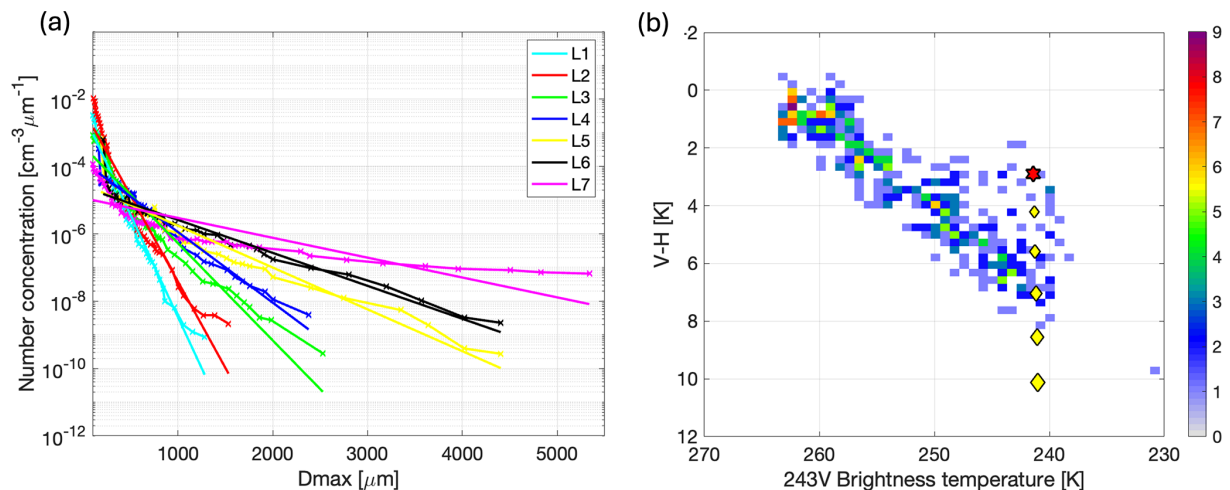 (a)
Number concentration [cm⁻³μm⁻¹]
10⁻²
10⁻⁴
10⁻⁶
10⁻⁸
10⁻¹⁰
10⁻¹²
1000 2000 3000 4000 5000
Dmax [μm]
L1
L2
L3
L4
L5
L6
L7
(b)
V-H [K]
-2
0
2
4
6
8
10
12
270 260 250 240 230
243V Brightness temperature [K]
9
8
7
6
5
4
3
2
1
0